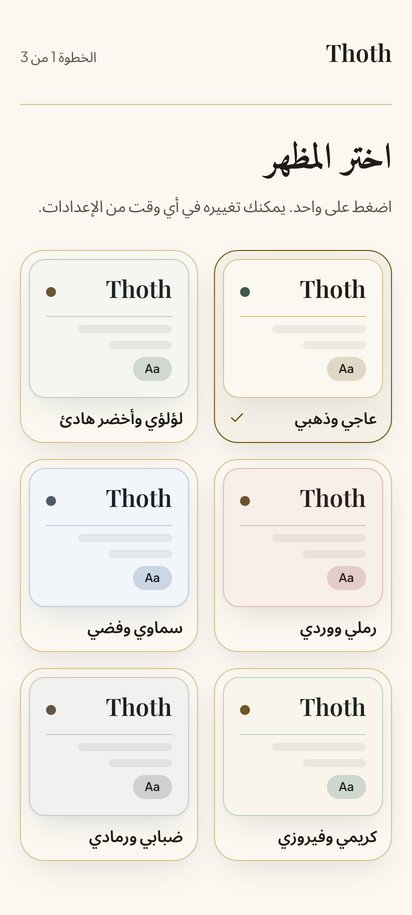 Thoth
الخطوة 1 من 3
اختر المظهر
اضغط على واحد. يمكنك تغييره في أي وقت من الإعدادات.
Thoth
Aa
عاجي وذهبي
Thoth
Aa
لؤلؤي وأخضر هادئ
Thoth
Aa
رملي ووردي
Thoth
Aa
سماوي وفضي
Thoth
Aa
كريمي وفيروزي
Thoth
Aa
ضبابي ورمادي